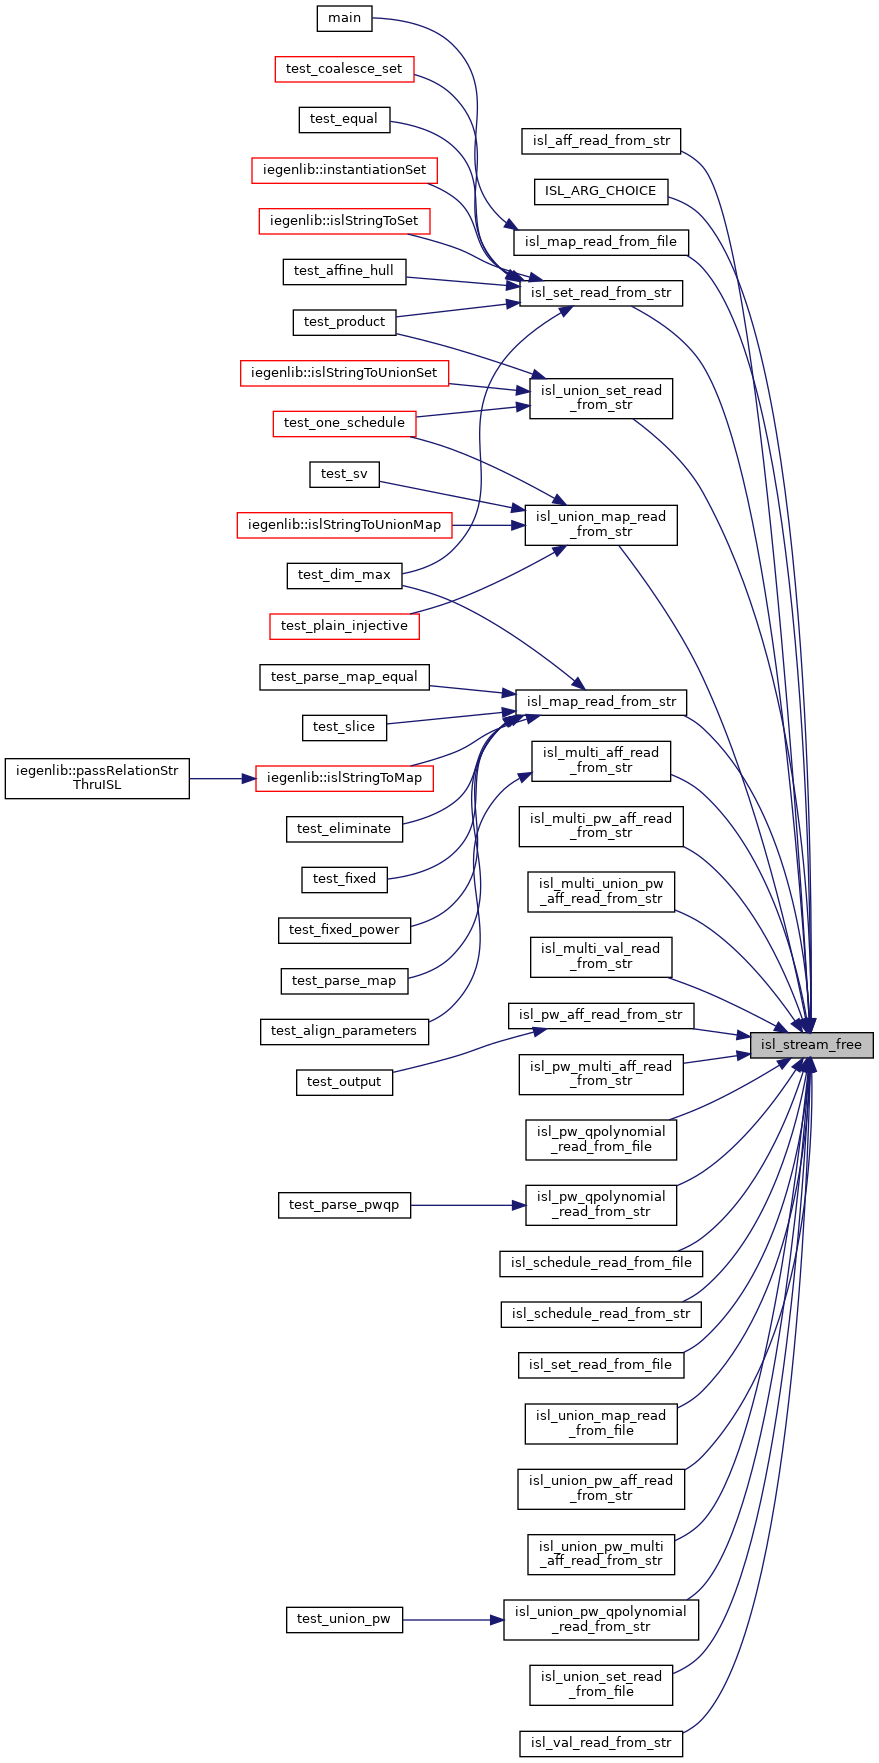 main
test_coalesce_set
test_equal
isl_aff_read_from_str
iegenlib::instantiationSet
ISL_ARG_CHOICE
iegenlib::islStringToSet
isl_map_read_from_file
test_affine_hull
isl_set_read_from_str
test_product
iegenlib::islStringToUnionSet
isl_union_set_read
_from_str
test_one_schedule
test_sv
iegenlib::islStringToUnionMap
isl_union_map_read
_from_str
test_dim_max
test_plain_injective
test_parse_map_equal
isl_map_read_from_str
test_slice
isl_multi_aff_read
_from_str
iegenlib::passRelationStr
ThruISL
iegenlib::islStringToMap
isl_multi_pw_aff_read
_from_str
test_eliminate
test_fixed
isl_multi_union_pw
_aff_read_from_str
test_fixed_power
isl_multi_val_read
_from_str
test_parse_map
isl_pw_aff_read_from_str
test_align_parameters
isl_stream_free
test_output
isl_pw_multi_aff_read
_from_str
isl_pw_qpolynomial
_read_from_file
test_parse_pwqp
isl_pw_qpolynomial
_read_from_str
isl_schedule_read_from_file
isl_schedule_read_from_str
isl_set_read_from_file
isl_union_map_read
_from_file
isl_union_pw_aff_read
_from_str
isl_union_pw_multi
_aff_read_from_str
test_union_pw
isl_union_pw_qpolynomial
_read_from_str
isl_union_set_read
_from_file
isl_val_read_from_str